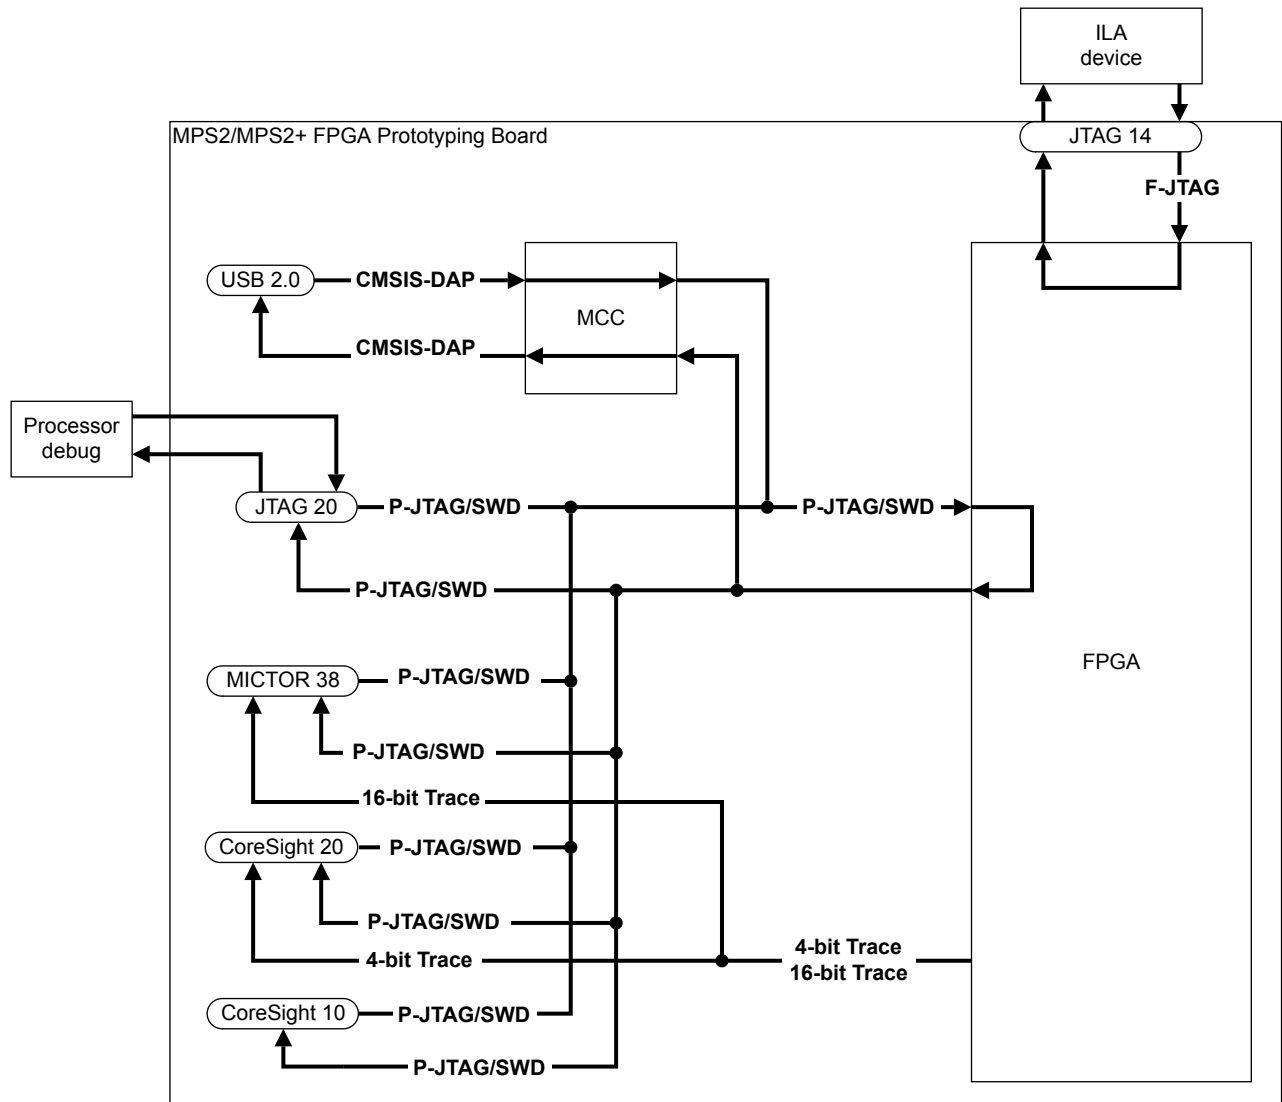 ILA
device
MPS2/MPS2+ FPGA Prototyping Board
JTAG 14
F-JTAG
USB 2.0
CMSIS-DAP
MCC
CMSIS-DAP
Processor
debug
JTAG 20
P-JTAG/SWD
P-JTAG/SWD
P-JTAG/SWD
FPGA
MICTOR 38
P-JTAG/SWD
P-JTAG/SWD
16-bit Trace
CoreSight 20
P-JTAG/SWD
P-JTAG/SWD
4-bit Trace
4-bit Trace
16-bit Trace
CoreSight 10
P-JTAG/SWD
P-JTAG/SWD